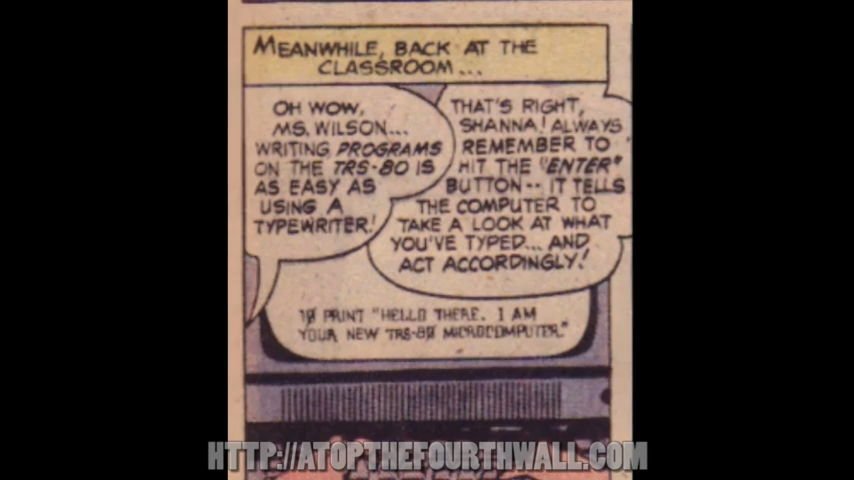 MEANWHILE, BACK AT THE
CLASSROOM...
OH WOW,
MS. WILSON...
WRITING PROGRAMS
ON THE TRS-80 IS
AS EASY AS
USING A
TYPEWRITER!
THAT'S RIGHT,
SHANNA! ALWAYS
REMEMBER TO
HIT THE "ENTER"
BUTTON-- IT TELLS
THE COMPUTER TO
TAKE A LOOK AT WHAT
YOU'VE TYPED... AND
ACT ACCORDINGLY!
10 PRINT "HELLO THERE. I AM
YOUR NEW TRS-80 MICROCOMPUTER."
HTTP://ATOPTHEFOURTHWALL.COM